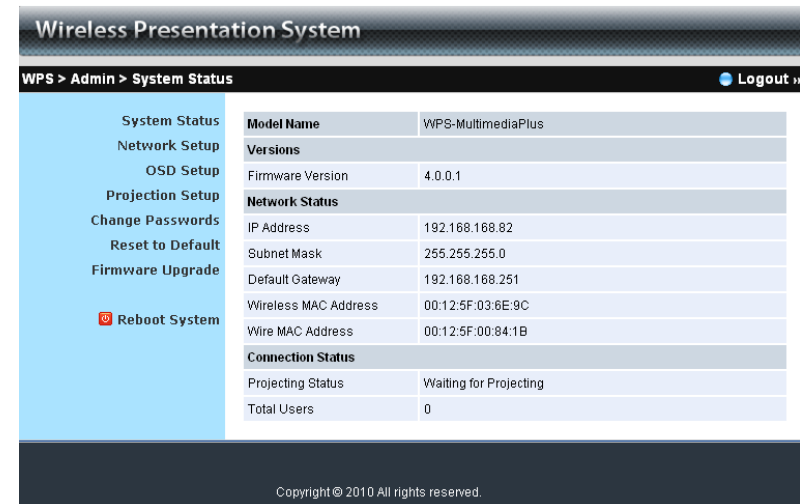 Wireless Presentation System
WPS > Admin > System Status
Logout »
System Status
Network Setup
OSD Setup
Projection Setup
Change Passwords
Reset to Default
Firmware Upgrade
Reboot System
Model Name WPS-MultimediaPlus
Versions
Firmware Version 4.0.0.1
Network Status
IP Address 192.168.168.82
Subnet Mask 255.255.255.0
Default Gateway 192.168.168.251
Wireless MAC Address 00:12:5F:03:6E:9C
Wire MAC Address 00:12:5F:00:84:1B
Connection Status
Projecting Status Waiting for Projecting
Total Users 0
Copyright © 2010 All rights reserved.